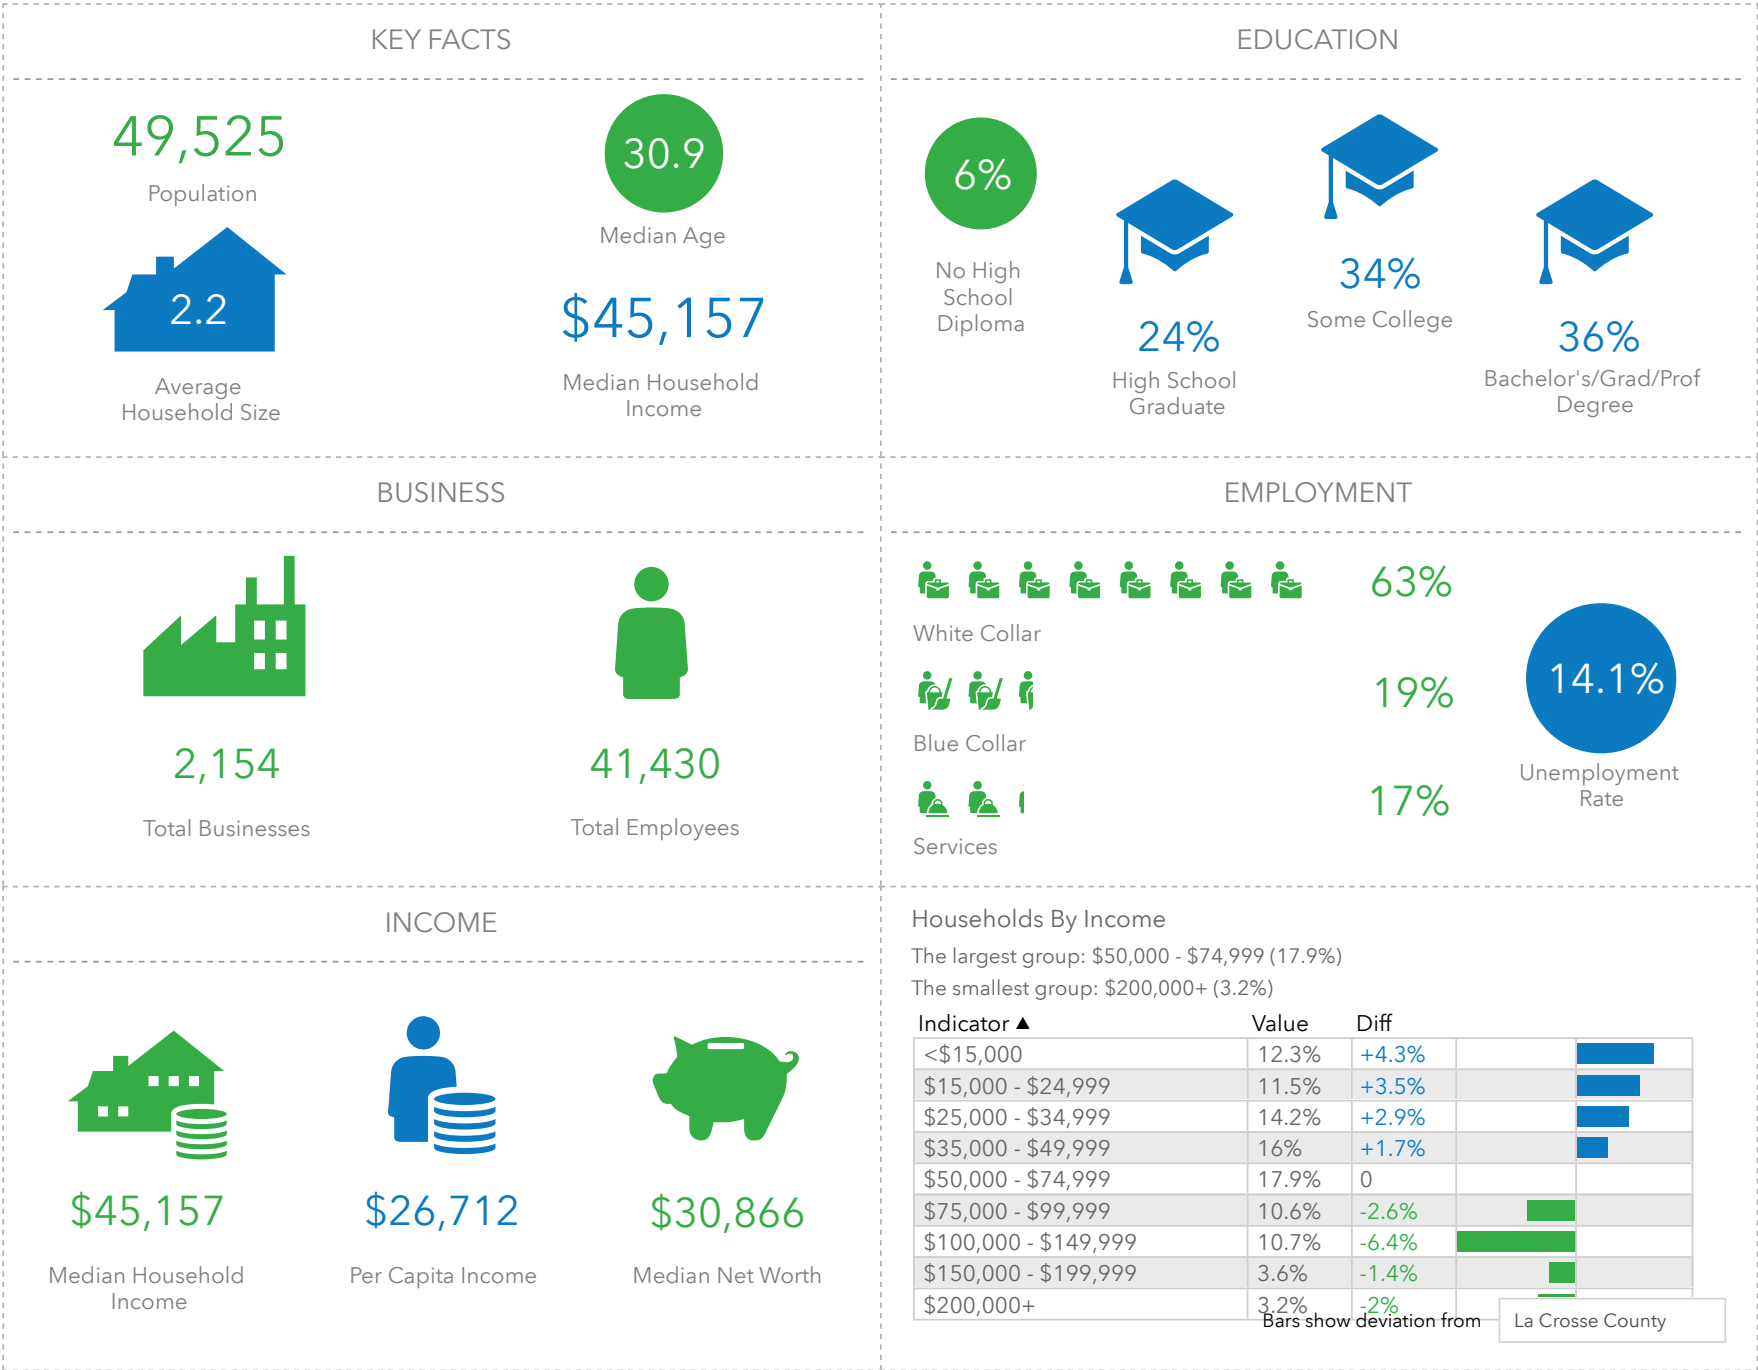 KEY FACTS
49,525
Population
30.9
Median Age
2.2
Average
Household Size
$45,157
Median Household
Income
EDUCATION
6%
No High
School
Diploma
24%
High School
Graduate
34%
Some College
36%
Bachelor's/Grad/Prof
Degree
BUSINESS
2,154
Total Businesses
41,430
Total Employees
EMPLOYMENT
63%
White Collar
19%
Blue Collar
17%
Services
14.1%
Unemployment
Rate
INCOME
$45,157
Median Household
Income
$26,712
Per Capita Income
$30,866
Median Net Worth
Households By Income
The largest group: $50,000 - $74,999 (17.9%)
The smallest group: $200,000+ (3.2%)
Indicator ▲ Value Diff
<$15,000 12.3% +4.3%
$15,000 - $24,999 11.5% +3.5%
$25,000 - $34,999 14.2% +2.9%
$35,000 - $49,999 16% +1.7%
$50,000 - $74,999 17.9% 0
$75,000 - $99,999 10.6% -2.6%
$100,000 - $149,999 10.7% -6.4%
$150,000 - $199,999 3.6% -1.4%
$200,000+ 3.2% -2%
Bars show deviation from La Crosse County